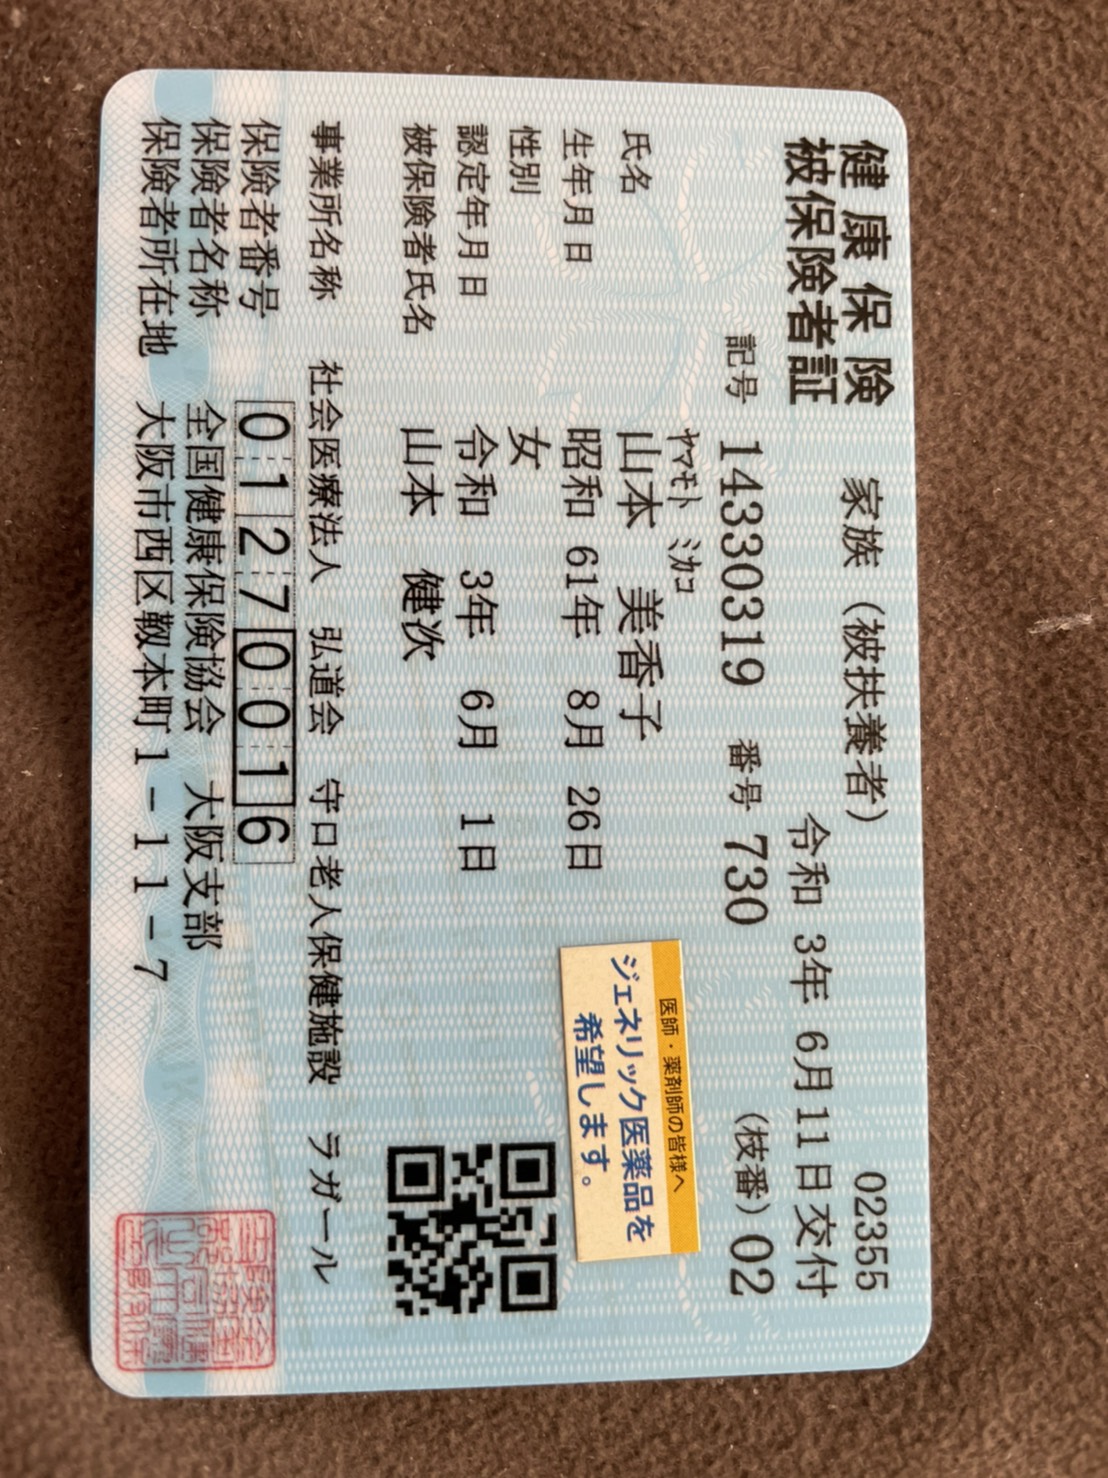 健康保険 家族（被扶養者） 02355
被保険者証 令和 3年 6月11日交付
記号 14330319 番号 730 （枝番）02
ﾔﾏﾓﾄ ﾐｶｺ
氏名 山本 美香子
生年月日 昭和 61年 8月 26日
性別 女
認定年月日 令和 3年 6月 1日
被保険者氏名 山本 健次
医師・薬剤師の皆様へ
ジェネリック医薬品を
希望します。
事業所名称 社会医療法人 弘道会 守口老人保健施設 ラガール
保険者番号 01270016
保険者名称 全国健康保険協会 大阪支部
保険者所在地 大阪市西区靱本町1-11-7